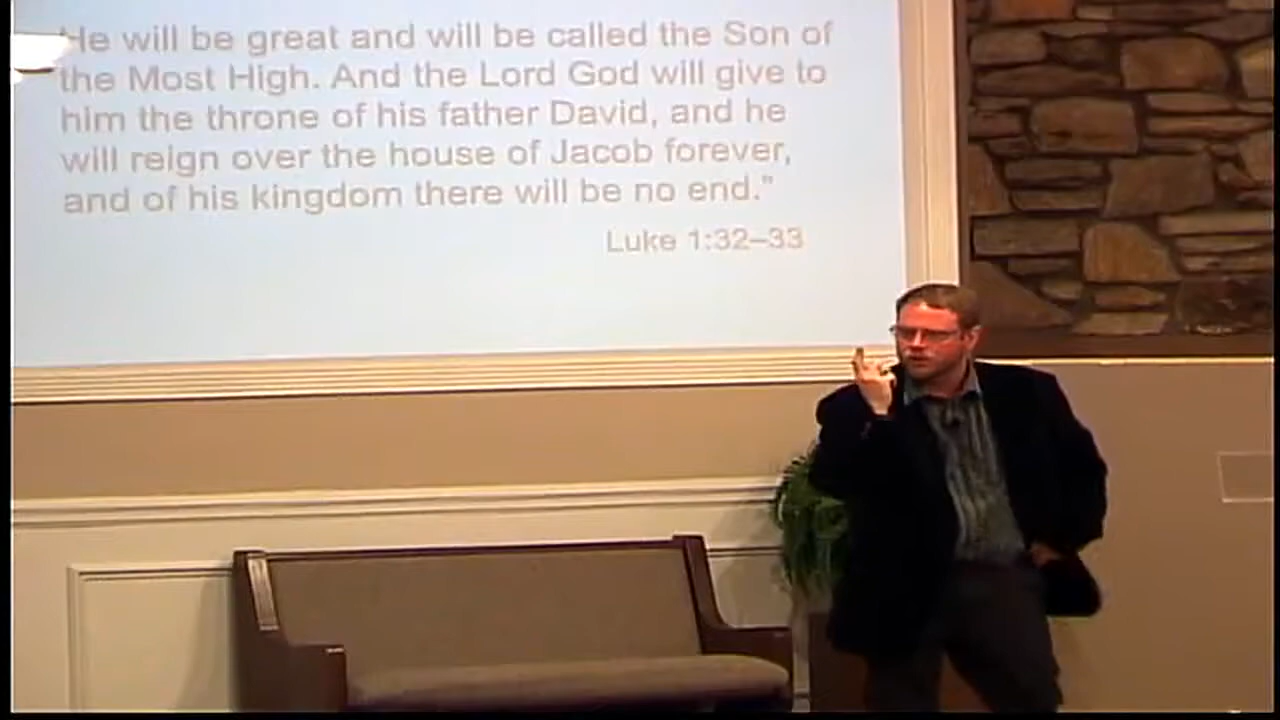 He will be great and will be called the Son of
the Most High. And the Lord God will give to
him the throne of his father David, and he
will reign over the house of Jacob forever,
and of his kingdom there will be no end."
Luke 1:32–33